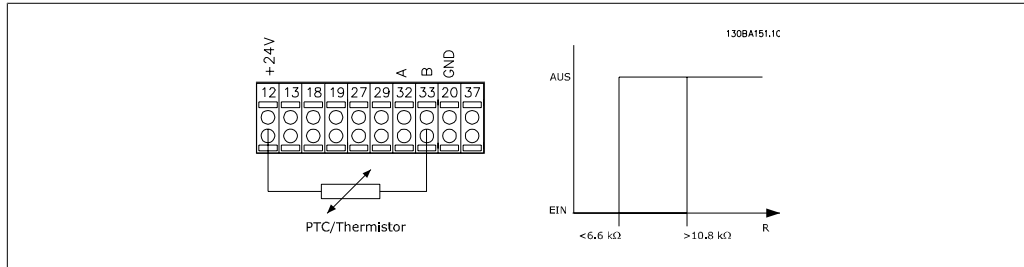 130BA151.10
+24V
A
B
GND
12 13 18 19 27 29 32 33 20 37
PTC/Thermistor
AUS
EIN
<6.6 kΩ
>10.8 kΩ
R